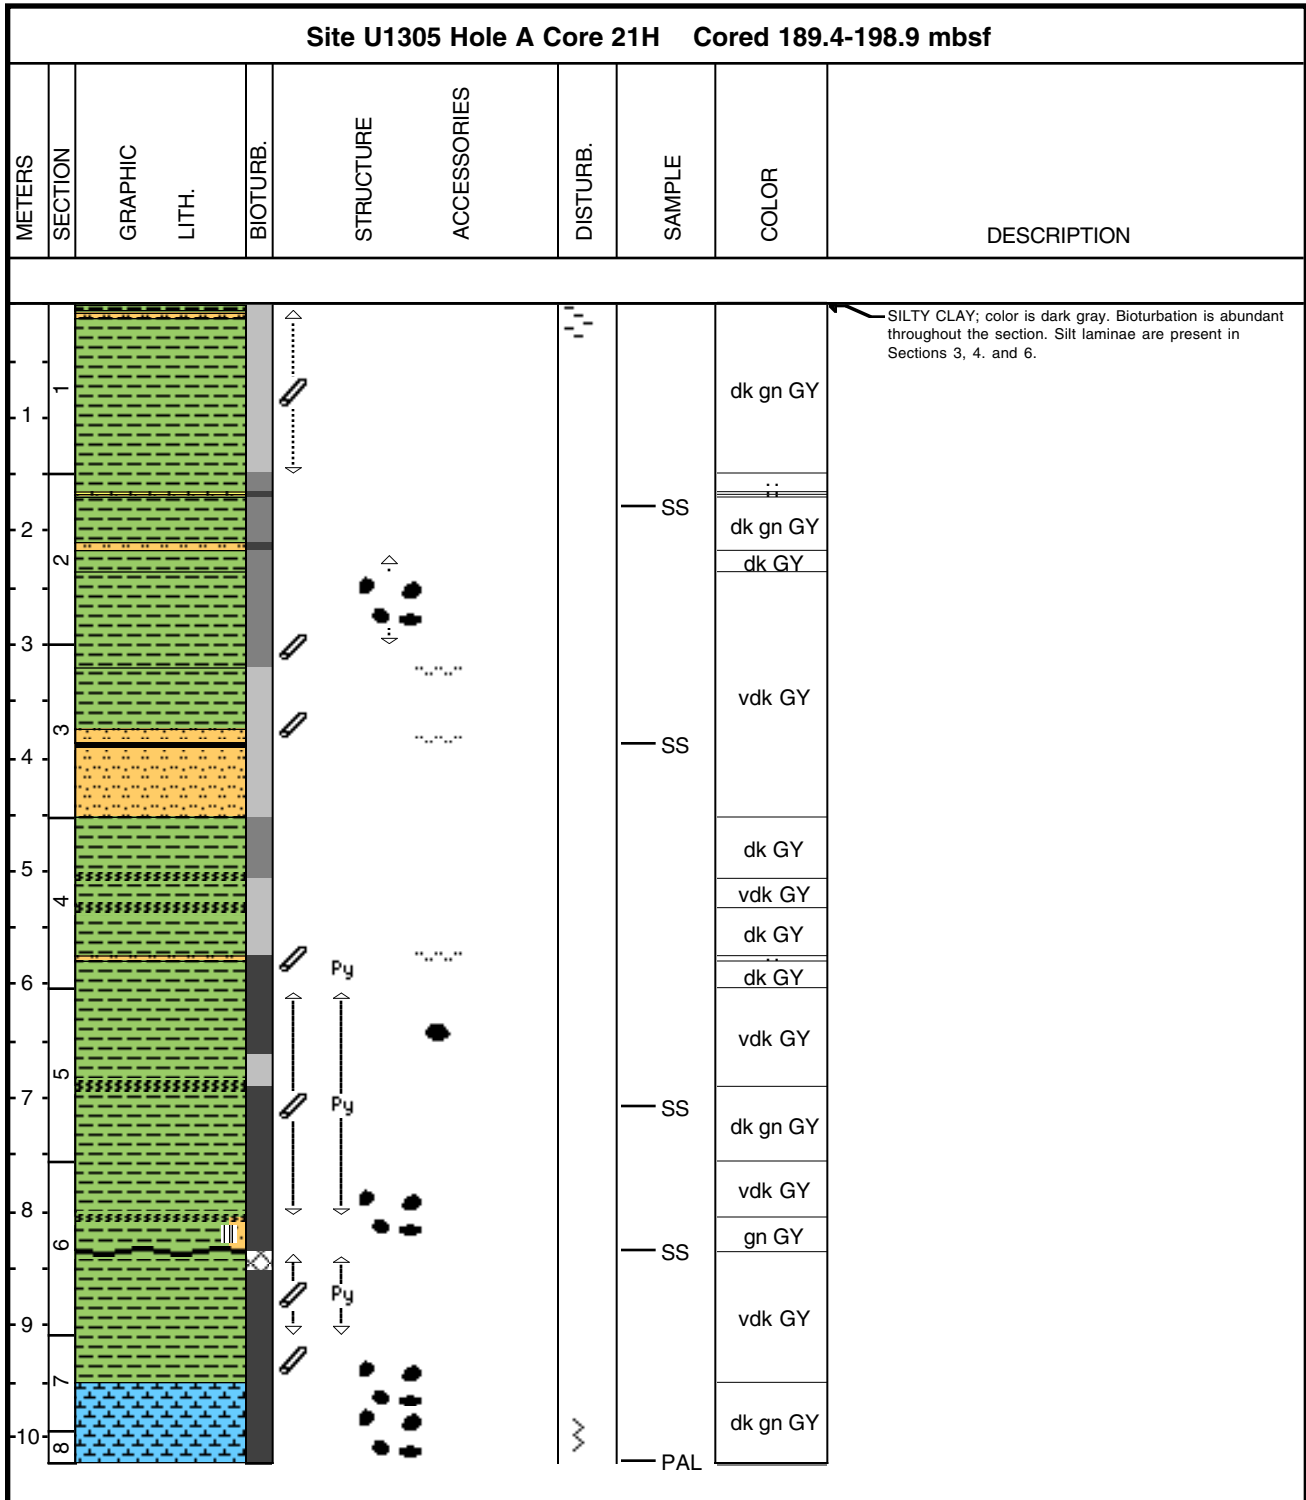 Site U1305 Hole A Core 21H Cored 189.4-198.9 mbsf
METERS
SECTION
GRAPHIC
LITH.
BIOTURB.
STRUCTURE
ACCESSORIES
DISTURB.
SAMPLE
COLOR
DESCRIPTION
SILTY CLAY; color is dark gray. Bioturbation is abundant
throughout the section. Silt laminae are present in
Sections 3, 4. and 6.
1
dk gn GY
1
SS
2
dk gn GY
2
dk GY
3
vdk GY
3
SS
4
dk GY
5
vdk GY
4
dk GY
Py
dk GY
6
vdk GY
5
7
Py
SS
dk gn GY
vdk GY
8
gn GY
6
SS
Py
vdk GY
9
7
dk gn GY
10
8
PAL